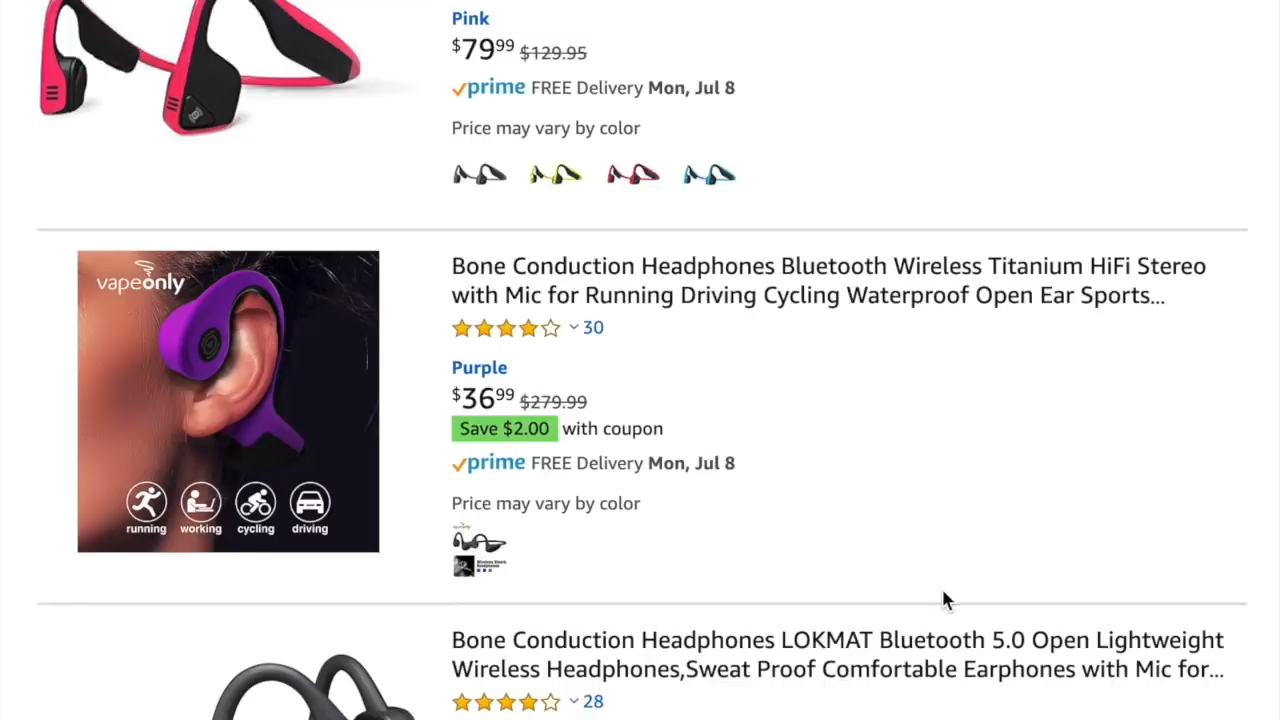 Pink
$79⁹⁹ $129.95
prime FREE Delivery Mon, Jul 8
Price may vary by color
vapeonly
running working cycling driving
Bone Conduction Headphones Bluetooth Wireless Titanium HiFi Stereo
with Mic for Running Driving Cycling Waterproof Open Ear Sports...
30
Purple
$36⁹⁹ $279.99
Save $2.00 with coupon
prime FREE Delivery Mon, Jul 8
Price may vary by color
Bone Conduction Headphones LOKMAT Bluetooth 5.0 Open Lightweight
Wireless Headphones,Sweat Proof Comfortable Earphones with Mic for...
28